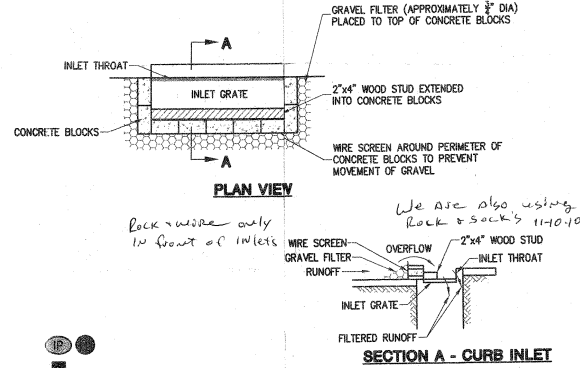 GRAVEL FILTER (APPROXIMATELY ¾" DIA)
PLACED TO TOP OF CONCRETE BLOCKS
A
INLET THROAT
INLET GRATE
2"x4" WOOD STUD EXTENDED
INTO CONCRETE BLOCKS
CONCRETE BLOCKS
WIRE SCREEN AROUND PERIMETER OF
CONCRETE BLOCKS TO PREVENT
MOVEMENT OF GRAVEL
A
PLAN VIEW
Rock + wire only
IN front of INlets
We Are Also using
Rock & Sock's 11-10-10
WIRE SCREEN
GRAVEL FILTER
RUNOFF
OVERFLOW
2"x4" WOOD STUD
INLET THROAT
INLET GRATE
FILTERED RUNOFF
IP
SECTION A - CURB INLET